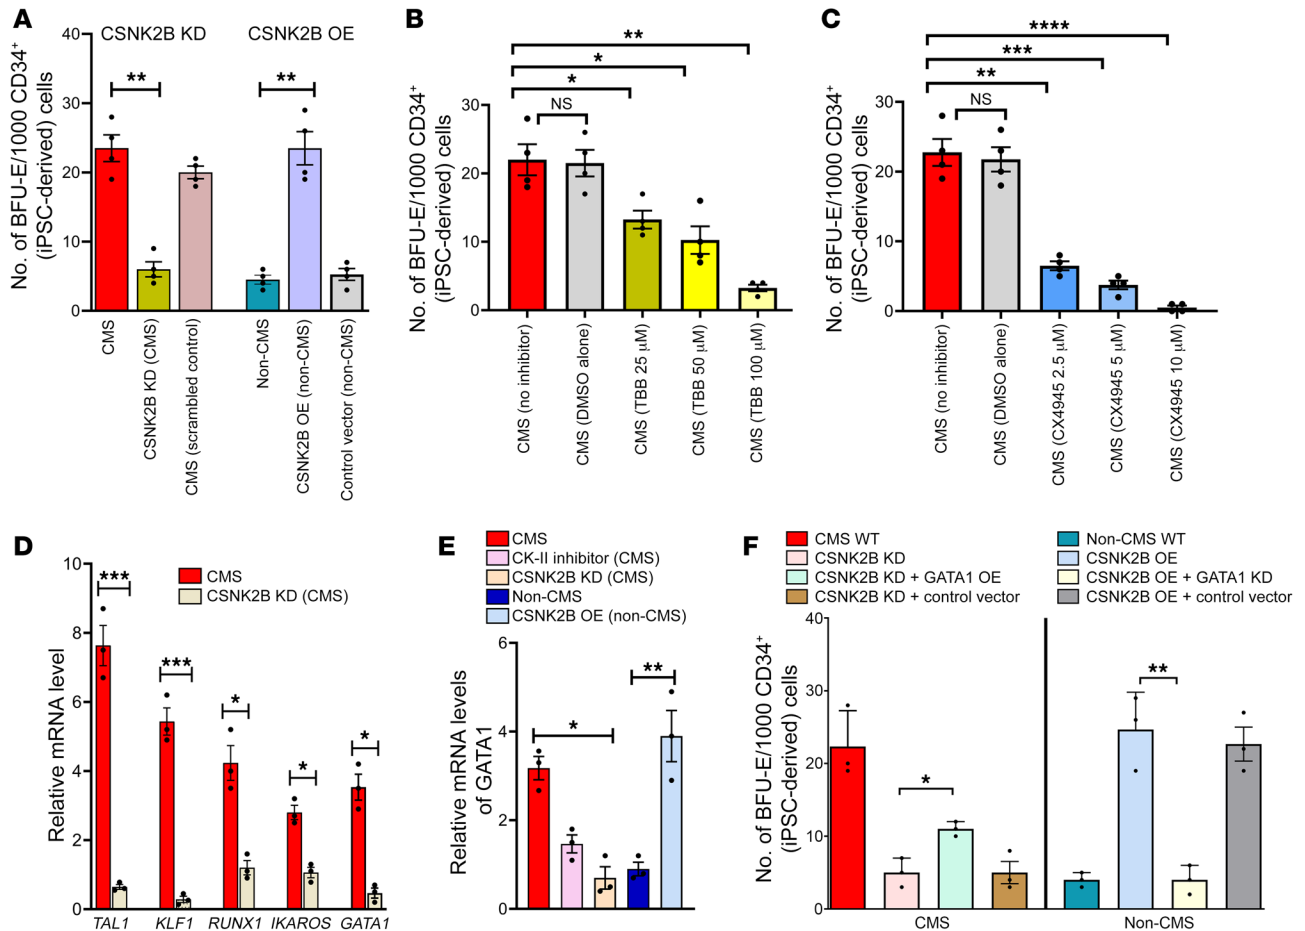 A
CSNK2B KD
CSNK2B OE
No. of BFU-E/1000 CD34+
(iPSC-derived) cells
40
30
20
10
0
**
**
CMS
CSNK2B KD (CMS)
CMS (scrambled control)
Non-CMS
CSNK2B OE (non-CMS)
Control vector (non-CMS)
B
No. of BFU-E/1000 CD34+
(iPSC-derived) cells
30
20
10
0
**
*
*
NS
CMS (no inhibitor)
CMS (DMSO alone)
CMS (TBB 25 μM)
CMS (TBB 50 μM)
CMS (TBB 100 μM)
C
No. of BFU-E/1000 CD34+
(iPSC-derived) cells
30
20
10
0
****
***
**
NS
CMS (no inhibitor)
CMS (DMSO alone)
CMS (CX4945 2.5 μM)
CMS (CX4945 5 μM)
CMS (CX4945 10 μM)
D
CMS
CSNK2B KD (CMS)
Relative mRNA level
10
8
6
4
2
0
***
***
*
*
*
TAL1
KLF1
RUNX1
IKAROS
GATA1
E
CMS
CK-II inhibitor (CMS)
CSNK2B KD (CMS)
Non-CMS
CSNK2B OE (non-CMS)
Relative mRNA levels
of GATA1
6
4
2
0
*
**
F
CMS WT
CSNK2B KD
CSNK2B KD + GATA1 OE
CSNK2B KD + control vector
Non-CMS WT
CSNK2B OE
CSNK2B OE + GATA1 KD
CSNK2B OE + control vector
No. of BFU-E/1000 CD34+
(iPSC-derived) cells
40
30
20
10
0
*
**
CMS
Non-CMS